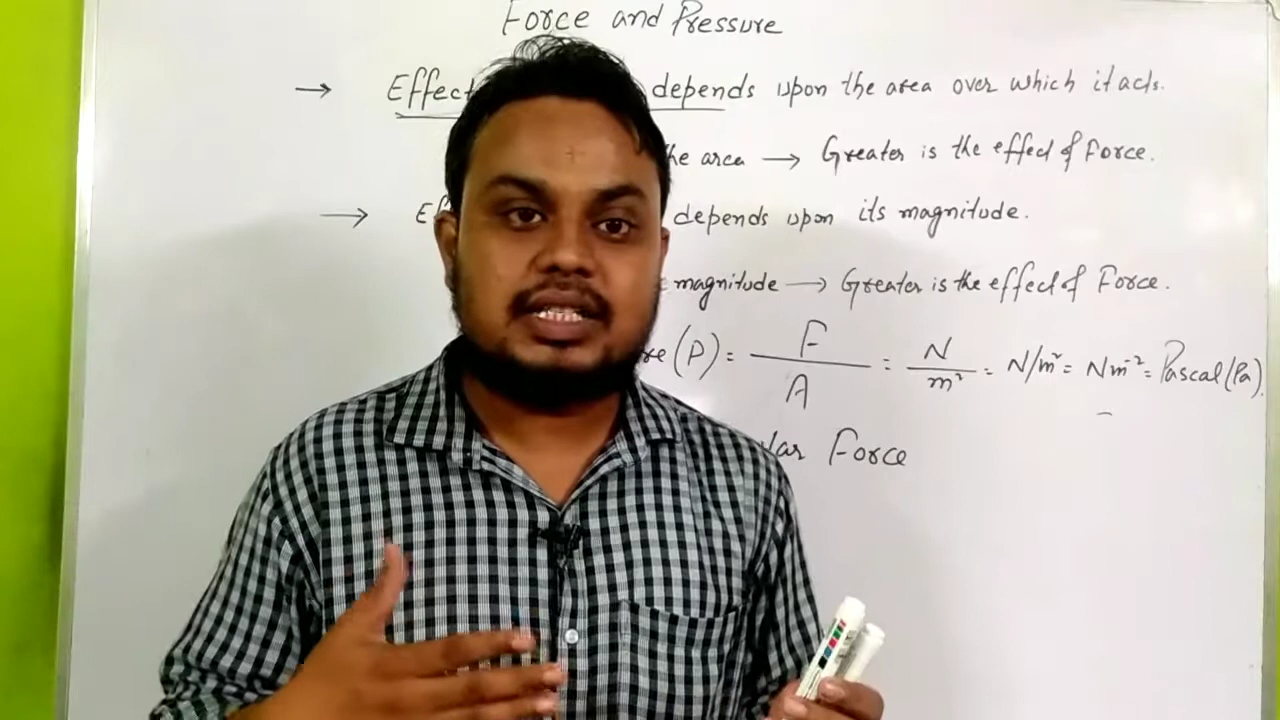 Force and Pressure
→ Effect depends upon the area over which it acts.
the area → Greater is the effect of Force.
→ depends upon its magnitude.
magnitude → Greater is the effect of Force.
(P) = F / A = N / m² = N/m² = Nm⁻² = Pascal (Pa).
Force